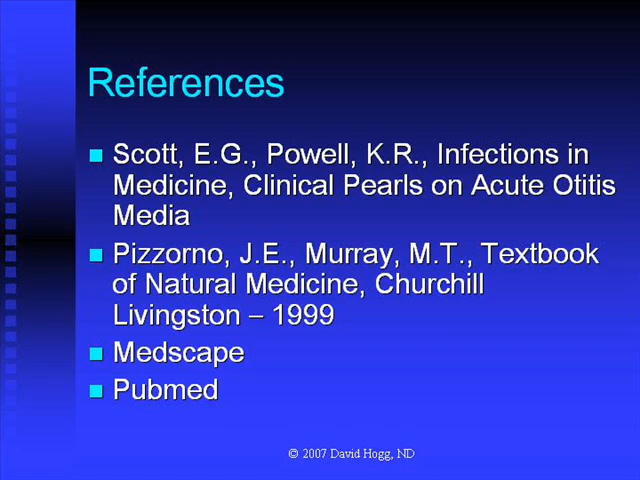 References
Scott, E.G., Powell, K.R., Infections in
Medicine, Clinical Pearls on Acute Otitis
Media
Pizzorno, J.E., Murray, M.T., Textbook
of Natural Medicine, Churchill
Livingston – 1999
Medscape
Pubmed
© 2007 David Hogg, ND